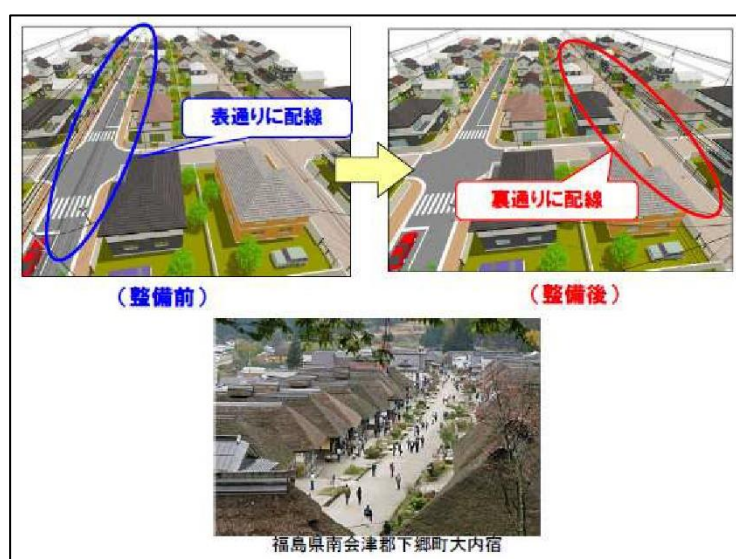 表通りに配線
裏通りに配線
（整備前）
（整備後）
福島県南会津郡下郷町大内宿